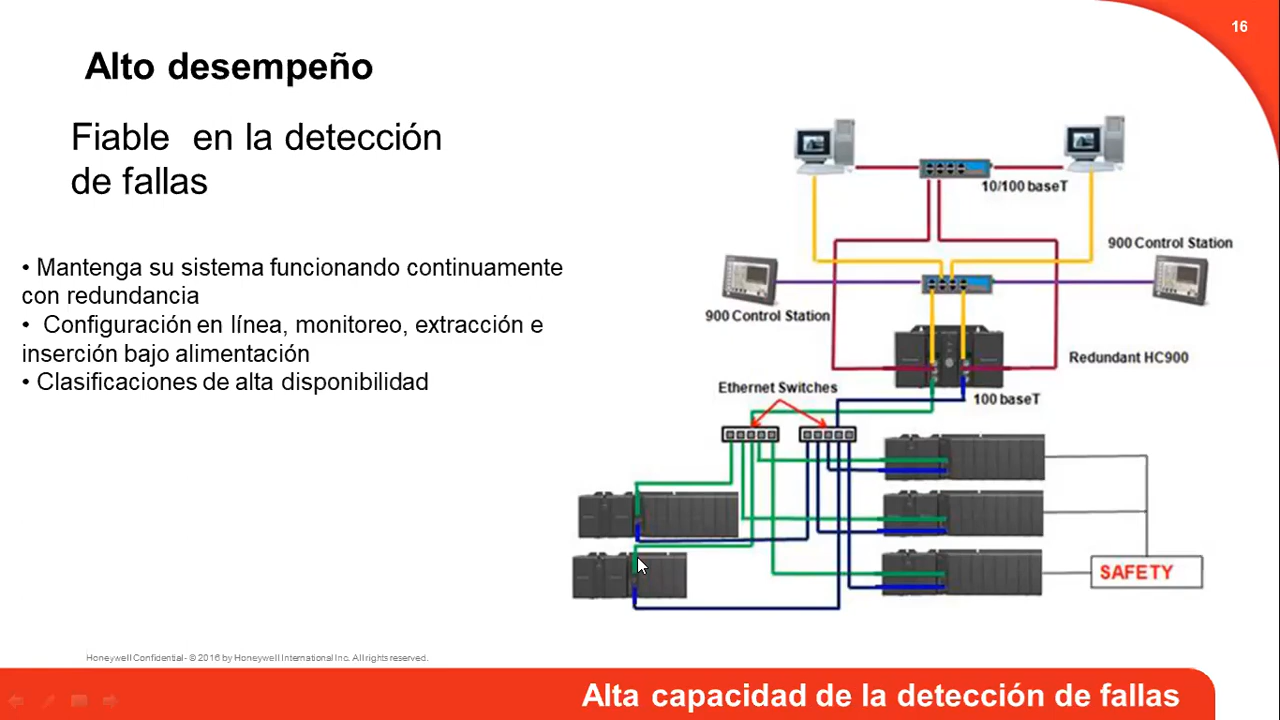 16
Alto desempeño
Fiable en la detección
de fallas
• Mantenga su sistema funcionando continuamente
con redundancia
• Configuración en línea, monitoreo, extracción e
inserción bajo alimentación
• Clasificaciones de alta disponibilidad
10/100 baseT
900 Control Station
900 Control Station
Redundant HC900
Ethernet Switches
100 baseT
SAFETY
Honeywell Confidential - © 2016 by Honeywell International Inc. All rights reserved.
Alta capacidad de la detección de fallas